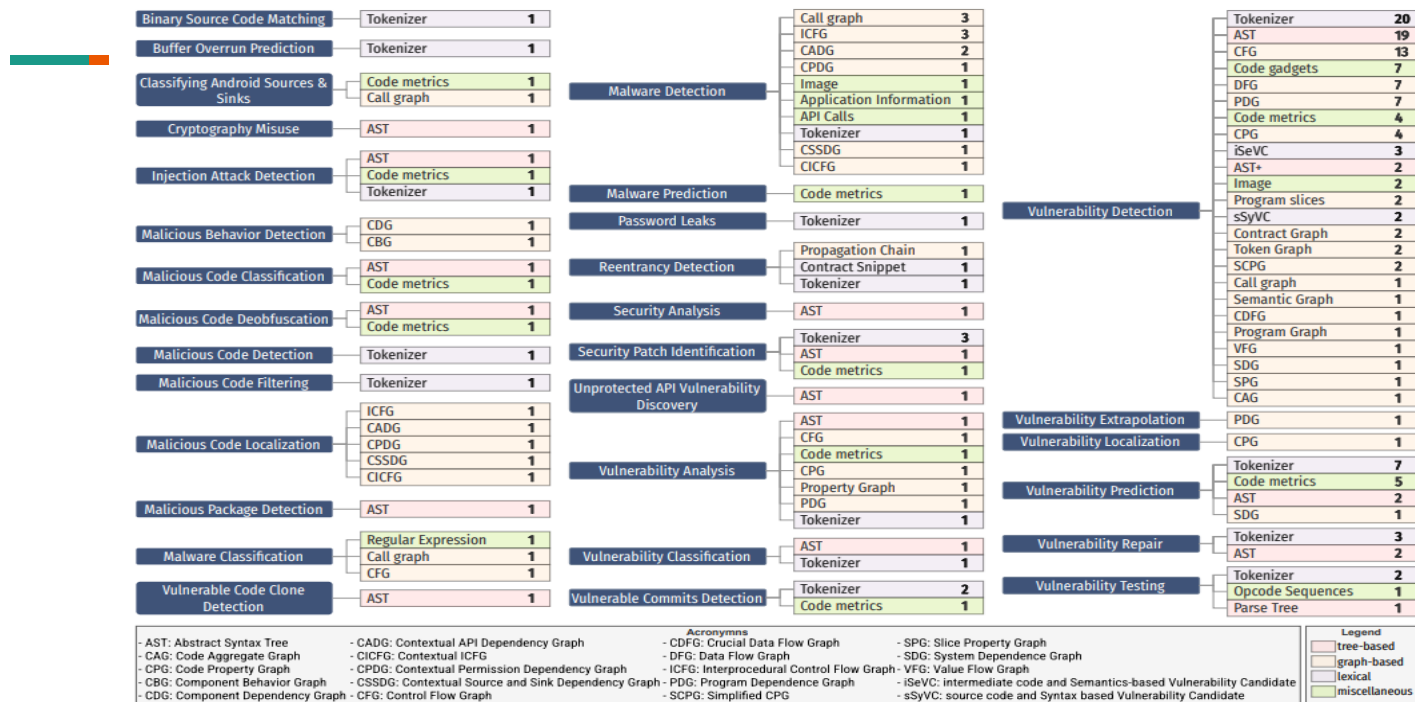 Binary Source Code Matching
Tokenizer 1
Buffer Overrun Prediction
Tokenizer 1
Classifying Android Sources &
Sinks
Code metrics 1
Call graph 1
Cryptography Misuse
AST 1
Injection Attack Detection
AST 1
Code metrics 1
Tokenizer 1
Malicious Behavior Detection
CDG 1
CBG 1
Malicious Code Classification
AST 1
Code metrics 1
Malicious Code Deobfuscation
AST 1
Code metrics 1
Malicious Code Detection
Tokenizer 1
Malicious Code Filtering
Tokenizer 1
Malicious Code Localization
ICFG 1
CADG 1
CPDG 1
CSSDG 1
CICFG 1
Malicious Package Detection
AST 1
Malware Classification
Regular Expression 1
Call graph 1
CFG 1
Vulnerable Code Clone
Detection
AST 1
Malware Detection
Call graph 3
ICFG 3
CADG 2
CPDG 1
Image 1
Application Information 1
API Calls 1
Tokenizer 1
CSSDG 1
CICFG 1
Malware Prediction
Code metrics 1
Password Leaks
Tokenizer 1
Reentrancy Detection
Propagation Chain 1
Contract Snippet 1
Tokenizer 1
Security Analysis
AST 1
Security Patch Identification
Tokenizer 3
AST 1
Code metrics 1
Unprotected API Vulnerability
Discovery
AST 1
Vulnerability Analysis
AST 1
CFG 1
Code metrics 1
CPG 1
Property Graph 1
PDG 1
Tokenizer 1
Vulnerability Classification
AST 1
Tokenizer 1
Vulnerable Commits Detection
Tokenizer 2
Code metrics 1
Vulnerability Detection
Tokenizer 20
AST 19
CFG 13
Code gadgets 7
DFG 7
PDG 7
Code metrics 4
CPG 4
iSeVC 3
AST+ 2
Image 2
Program slices 2
sSyVC 2
Contract Graph 2
Token Graph 2
SCPG 2
Call graph 1
Semantic Graph 1
CDFG 1
Program Graph 1
VFG 1
SDG 1
SPG 1
CAG 1
Vulnerability Extrapolation
PDG 1
Vulnerability Localization
CPG 1
Vulnerability Prediction
Tokenizer 7
Code metrics 5
AST 2
SDG 1
Vulnerability Repair
Tokenizer 3
AST 2
Vulnerability Testing
Tokenizer 2
Opcode Sequences 1
Parse Tree 1
Acronymns
- AST: Abstract Syntax Tree
- CAG: Code Aggregate Graph
- CPG: Code Property Graph
- CBG: Component Behavior Graph
- CDG: Component Dependency Graph
- CADG: Contextual API Dependency Graph
- CICFG: Contextual ICFG
- CPDG: Contextual Permission Dependency Graph
- CSSDG: Contextual Source and Sink Dependency Graph
- CFG: Control Flow Graph
- CDFG: Crucial Data Flow Graph
- DFG: Data Flow Graph
- ICFG: Interprocedural Control Flow Graph
- PDG: Program Dependence Graph
- SCPG: Simplified CPG
- SPG: Slice Property Graph
- SDG: System Dependence Graph
- VFG: Value Flow Graph
- iSeVC: intermediate code and Semantics-based Vulnerability Candidate
- sSyVC: source code and Syntax based Vulnerability Candidate
Legend
tree-based
graph-based
lexical
miscellaneous